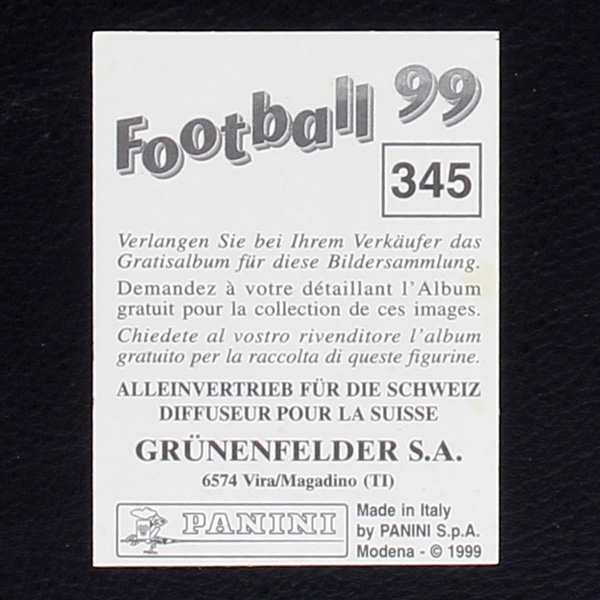 Football 99
345
Verlangen Sie bei Ihrem Verkäufer das
Gratisalbum für diese Bildersammlung.
Demandez à votre détaillant l'Album
gratuit pour la collection de ces images.
Chiedete al vostro rivenditore l'album
gratuito per la raccolta di queste figurine.
ALLEINVERTRIEB FÜR DIE SCHWEIZ
DIFFUSEUR POUR LA SUISSE
GRÜNENFELDER S.A.
6574 Vira/Magadino (TI)
PANINI
Made in Italy
by PANINI S.p.A.
Modena - © 1999